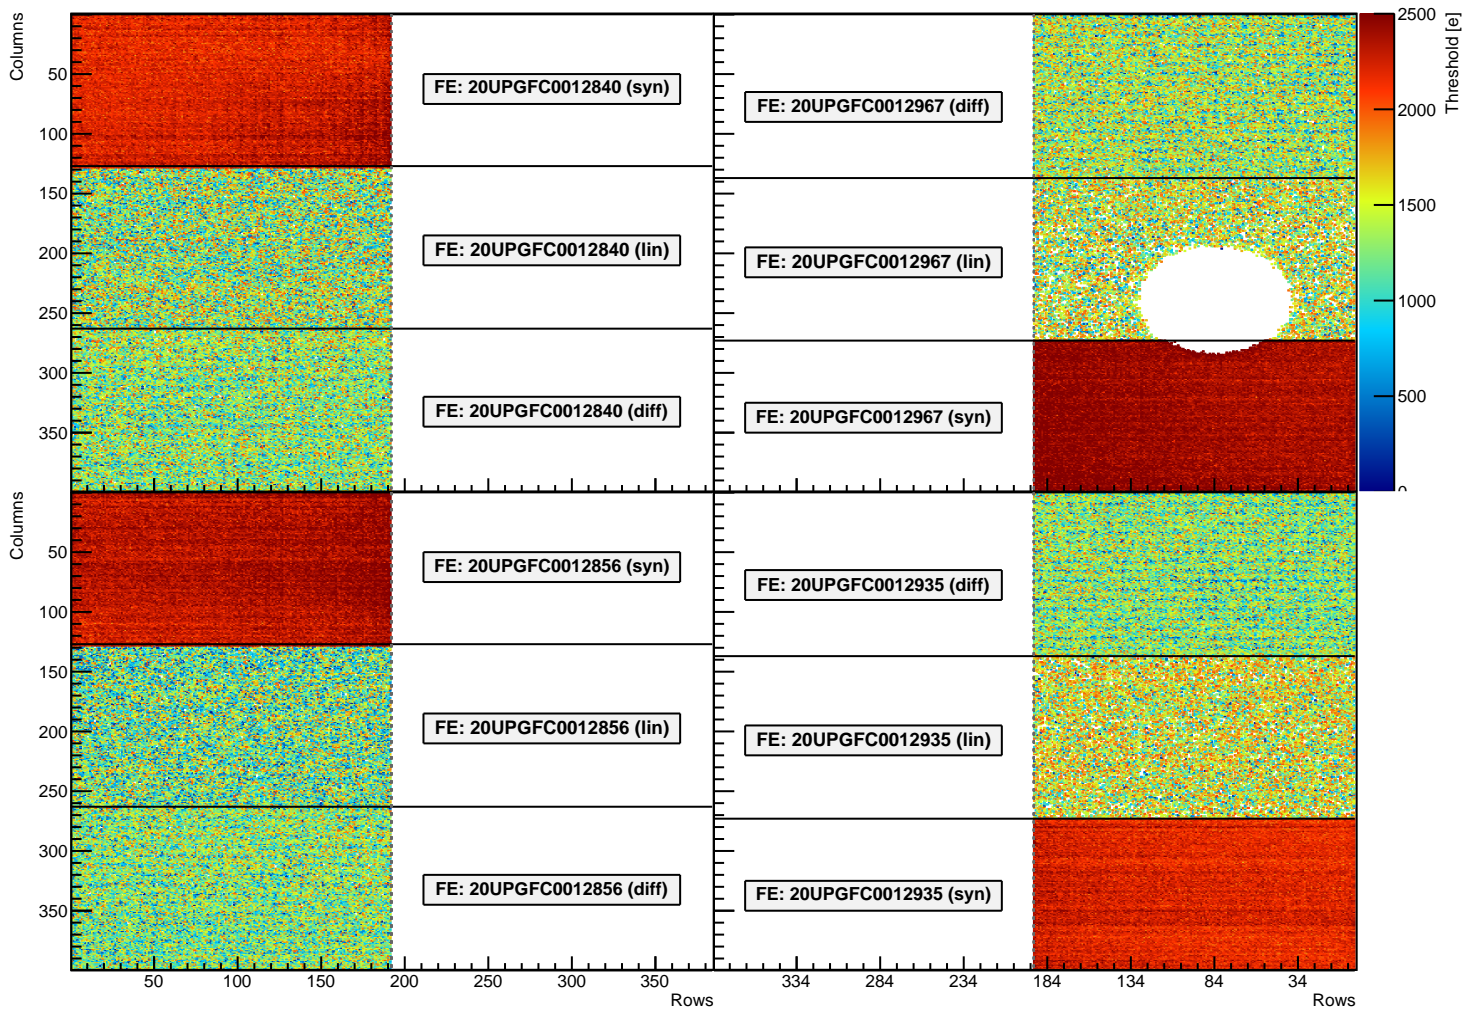 Columns
50
100
150
200
250
300
350
FE: 20UPGFC0012840 (syn)
FE: 20UPGFC0012840 (lin)
FE: 20UPGFC0012840 (diff)
FE: 20UPGFC0012967 (diff)
FE: 20UPGFC0012967 (lin)
FE: 20UPGFC0012967 (syn)
2500
2000
1500
1000
500
0
Threshold [e]
Columns
50
100
150
200
250
300
350
FE: 20UPGFC0012856 (syn)
FE: 20UPGFC0012856 (lin)
FE: 20UPGFC0012856 (diff)
FE: 20UPGFC0012935 (diff)
FE: 20UPGFC0012935 (lin)
FE: 20UPGFC0012935 (syn)
50 100 150 200 250 300 350
Rows
334 284 234 184 134 84 34
Rows